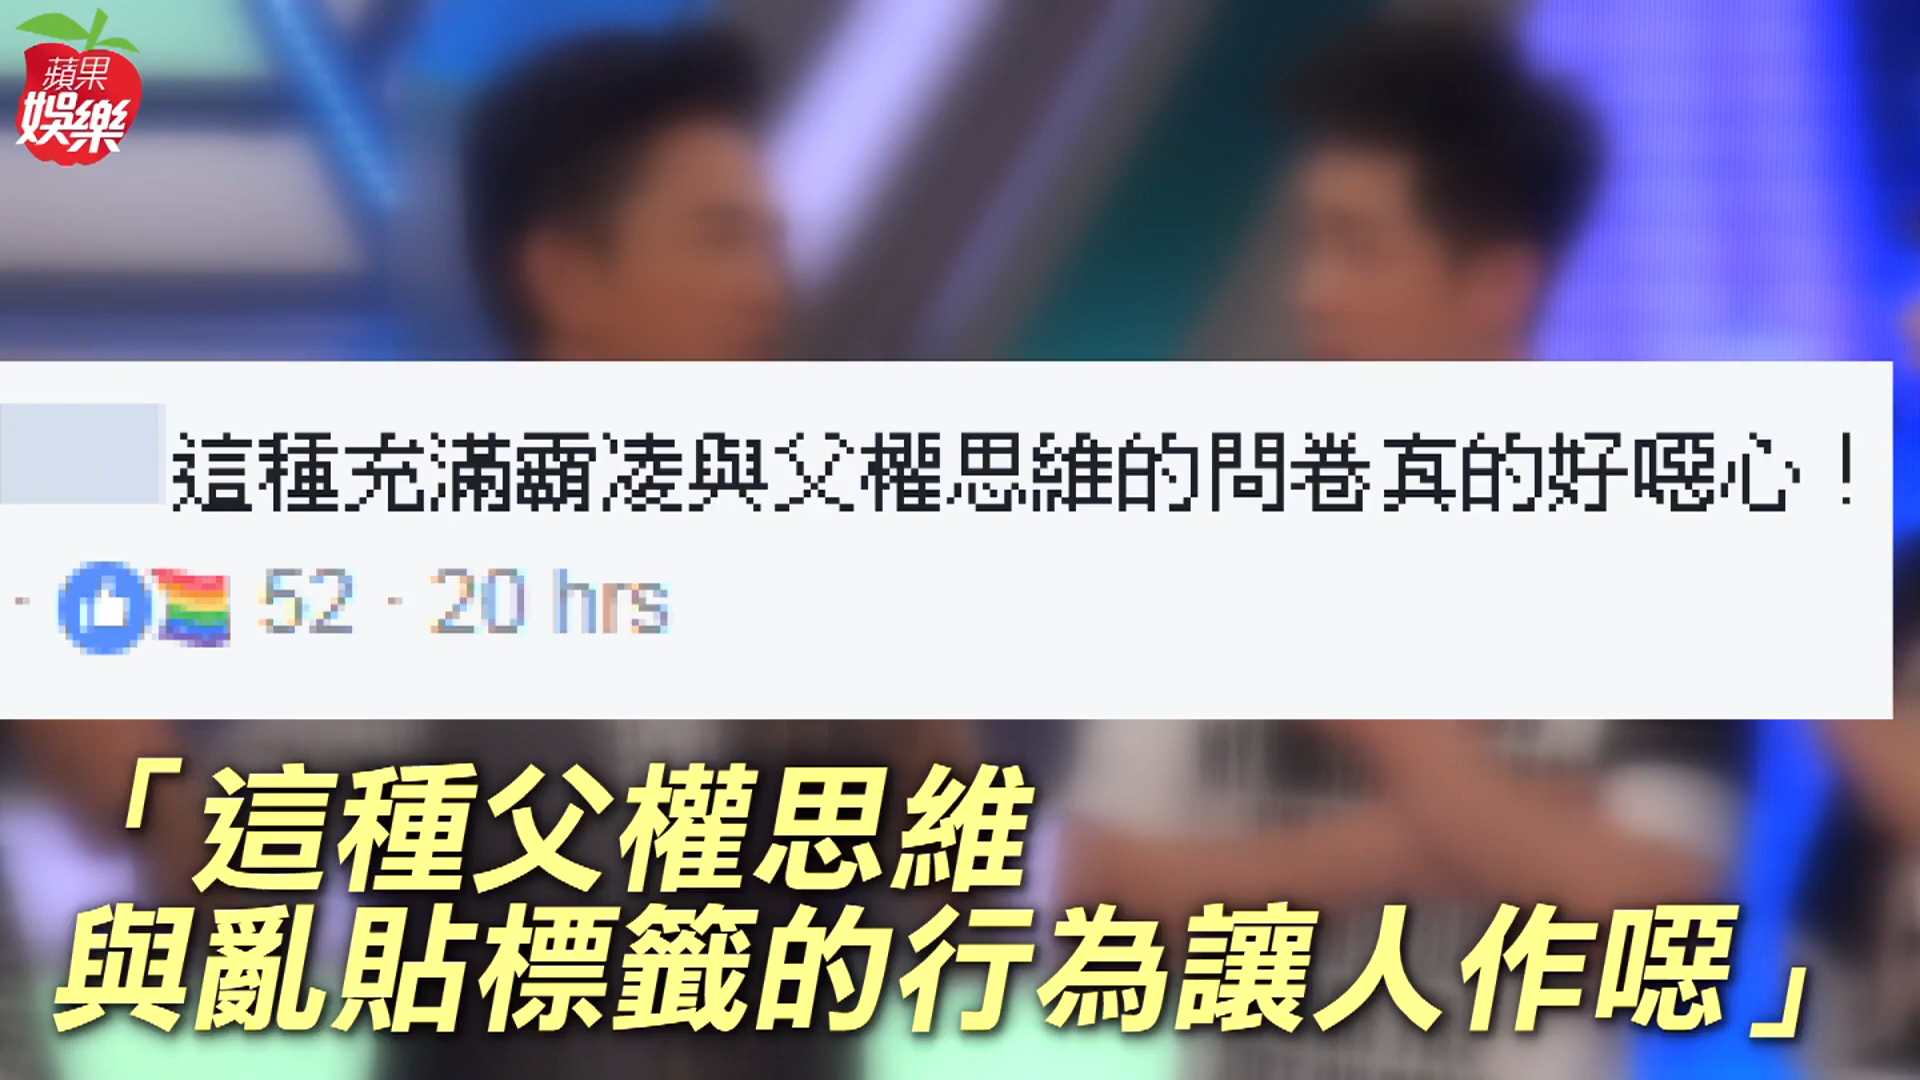 蘋果
娛樂
這種充滿霸凌與父權思維的問卷真的好噁心！
· 52 · 20 hrs
「這種父權思維
與亂貼標籤的行為讓人作噁」